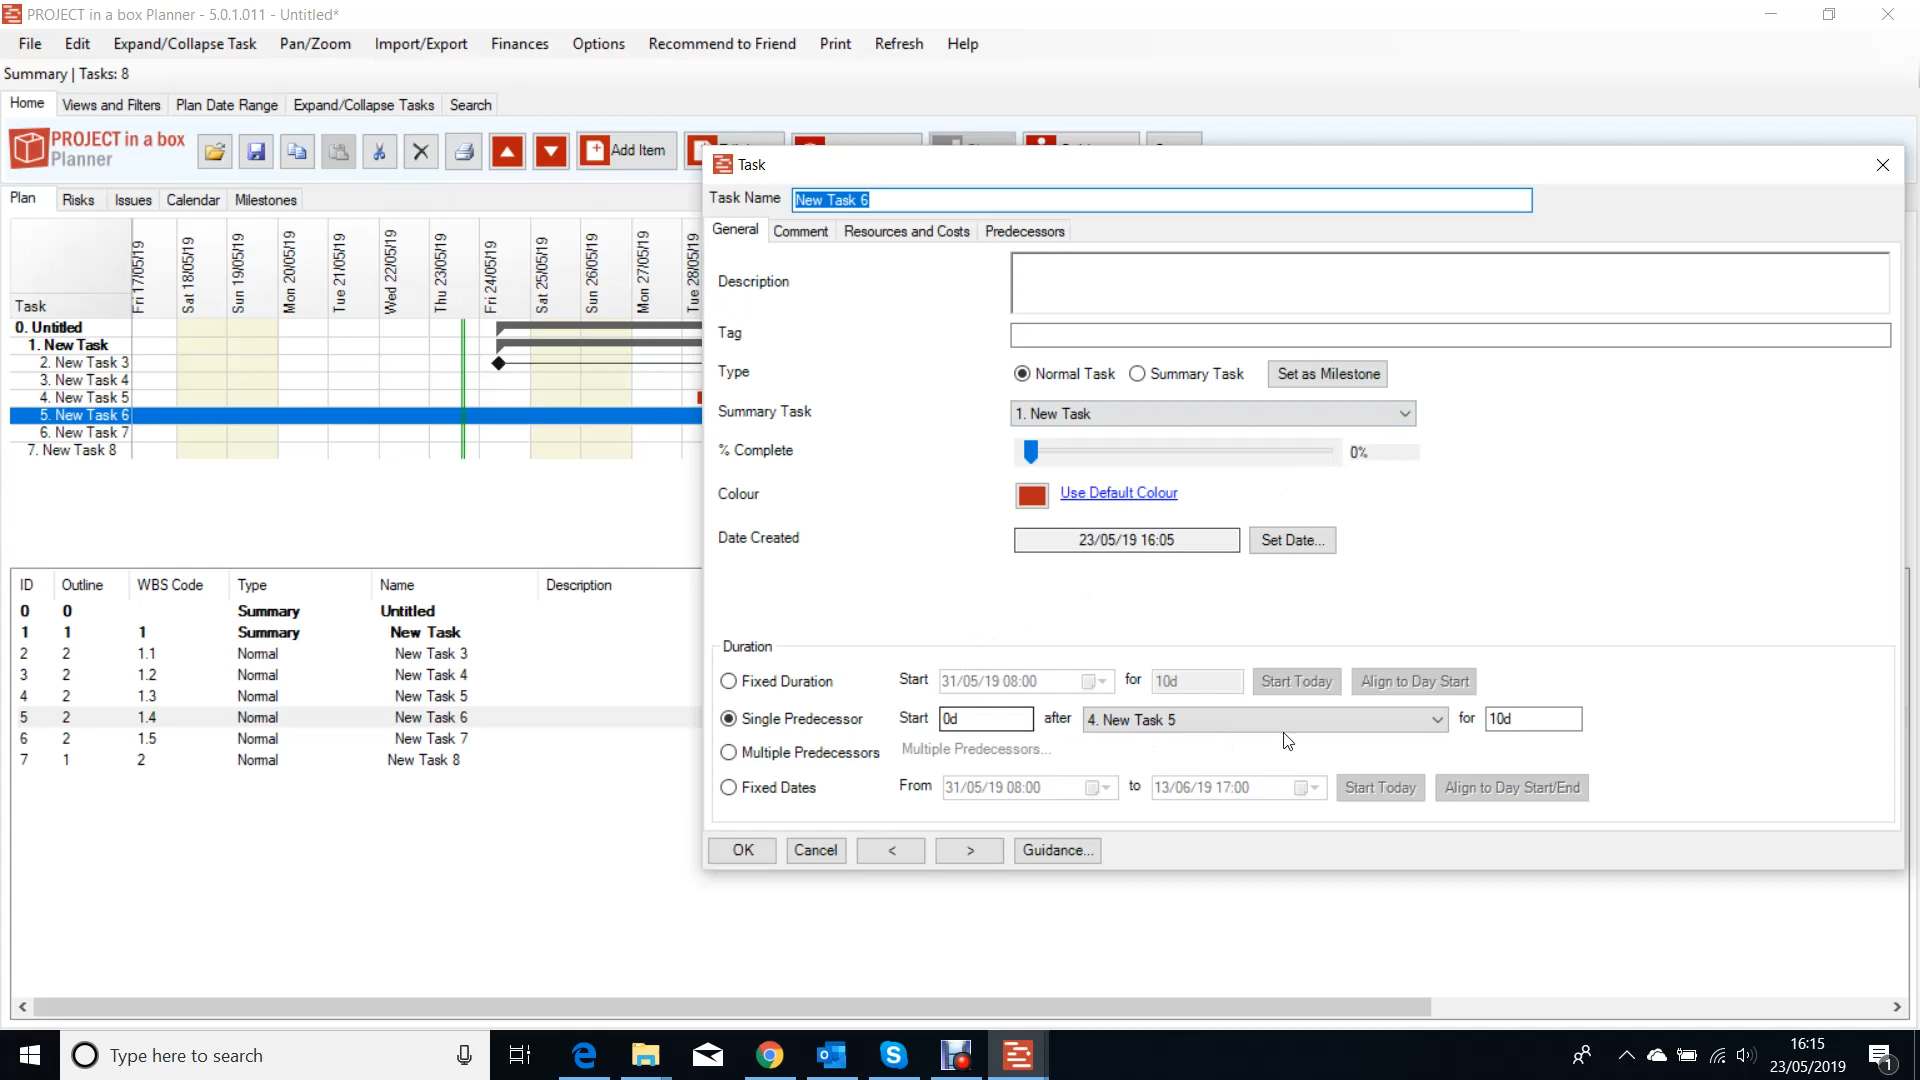 PROJECT in a box Planner - 5.0.1.011 - Untitled*
File Edit Expand/Collapse Task Pan/Zoom Import/Export Finances Options Recommend to Friend Print Refresh Help
Summary | Tasks: 8
Home Views and Filters Plan Date Range Expand/Collapse Tasks Search
PROJECT in a box
Planner
Add Item
Plan Risks Issues Calendar Milestones
Task
Fri 17/05/19
Sat 18/05/19
Sun 19/05/19
Mon 20/05/19
Tue 21/05/19
Wed 22/05/19
Thu 23/05/19
Fri 24/05/19
Sat 25/05/19
Sun 26/05/19
Mon 27/05/19
Tue 28/05/19
0. Untitled
1. New Task
2. New Task 3
3. New Task 4
4. New Task 5
5. New Task 6
6. New Task 7
7. New Task 8
ID Outline WBS Code Type Name Description
0 0 Summary Untitled
1 1 1 Summary New Task
2 2 1.1 Normal New Task 3
3 2 1.2 Normal New Task 4
4 2 1.3 Normal New Task 5
5 2 1.4 Normal New Task 6
6 2 1.5 Normal New Task 7
7 1 2 Normal New Task 8
Task
Task Name New Task 6
General Comment Resources and Costs Predecessors
Description
Tag
Type Normal Task Summary Task Set as Milestone
Summary Task 1. New Task
% Complete 0%
Colour Use Default Colour
Date Created 23/05/19 16:05 Set Date...
Duration
Fixed Duration Start 31/05/19 08:00 for 10d Start Today Align to Day Start
Single Predecessor Start 0d after 4. New Task 5 for 10d
Multiple Predecessors Multiple Predecessors...
Fixed Dates From 31/05/19 08:00 to 13/06/19 17:00 Start Today Align to Day Start/End
OK Cancel < > Guidance...
Type here to search
16:15
23/05/2019
1